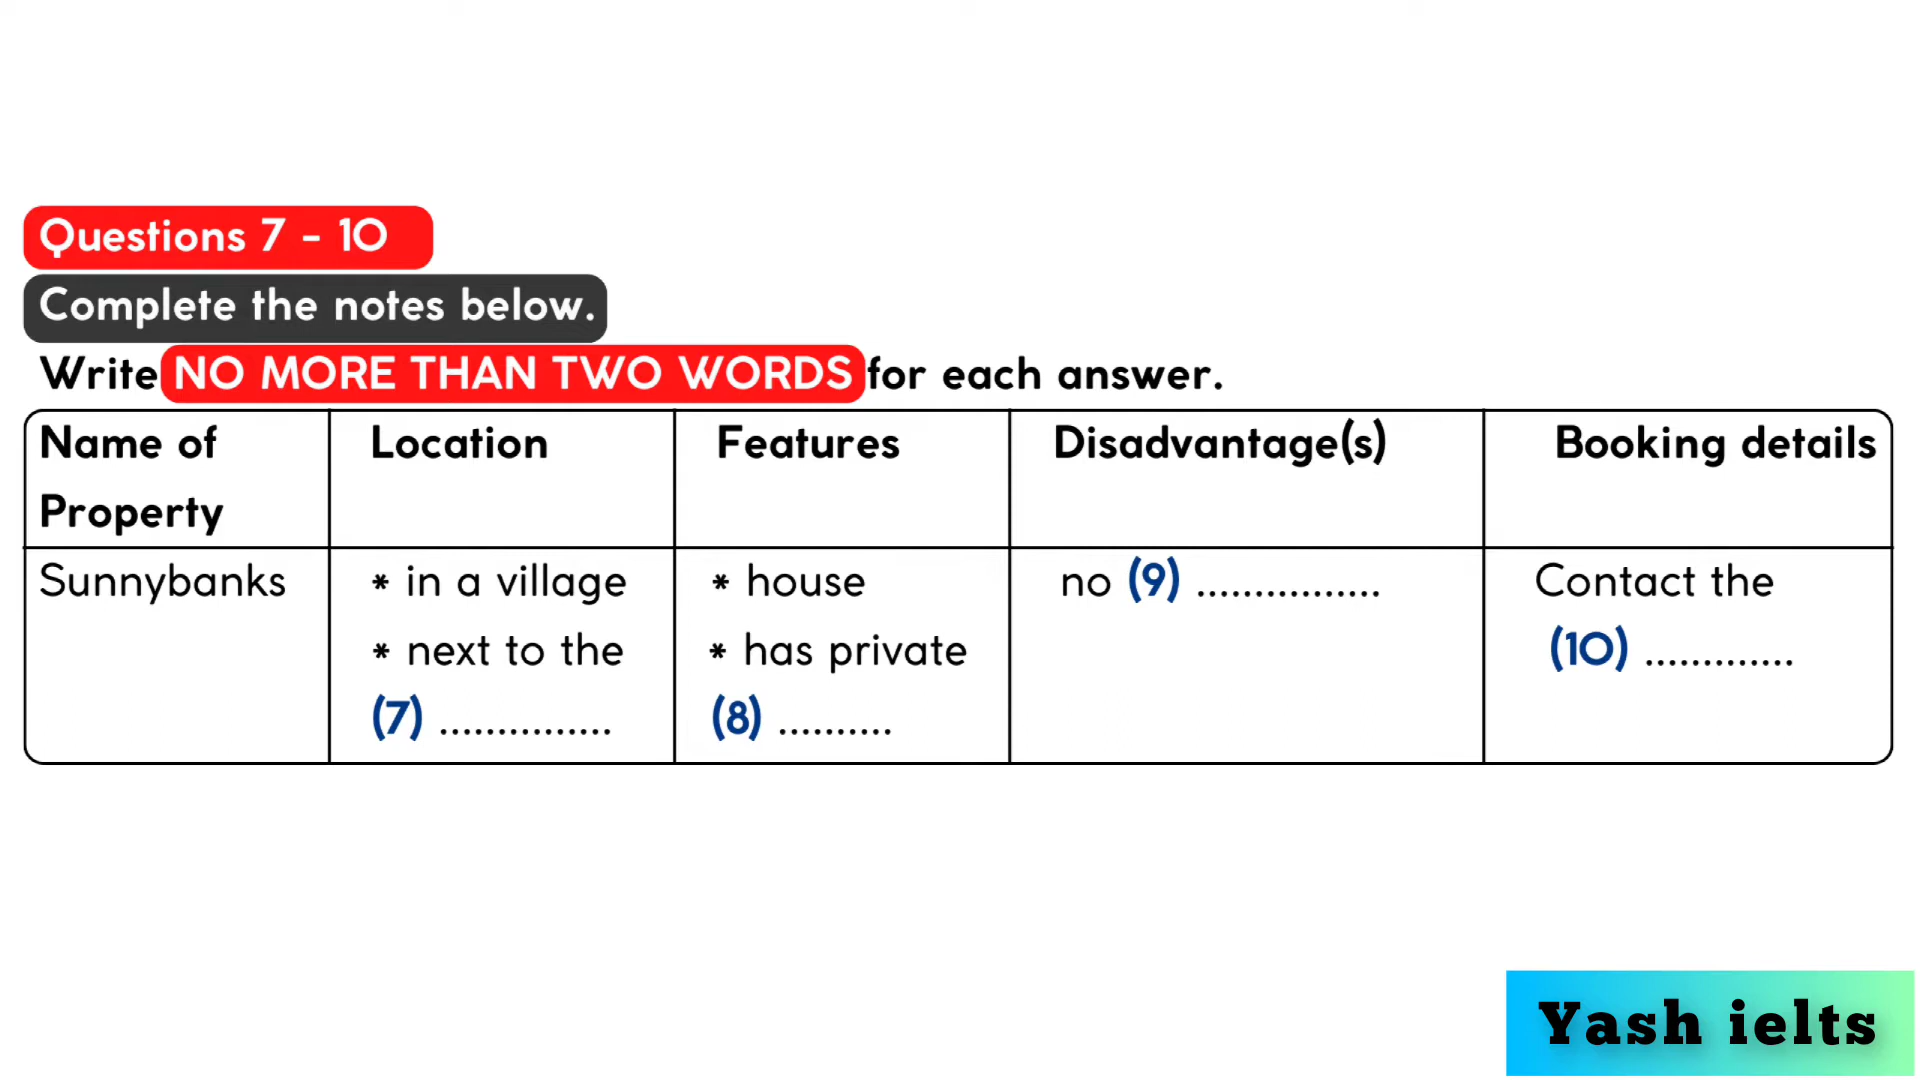 Questions 7 - 10
Complete the notes below.
Write NO MORE THAN TWO WORDS for each answer.
Name of Property
Location
Features
Disadvantage(s)
Booking details
Sunnybanks
* in a village
* next to the
(7) ...............
* house
* has private
(8) ..........
no (9) ................
Contact the
(10) .............
Yash ielts